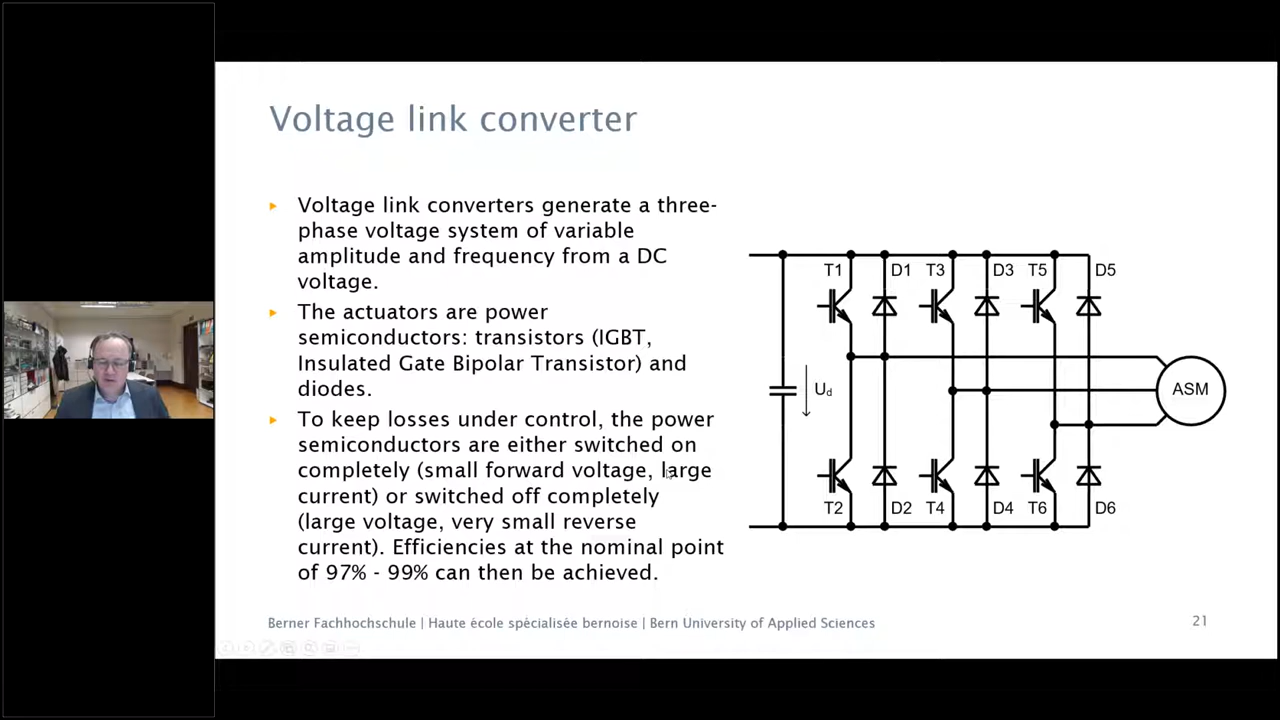 Voltage link converter
Voltage link converters generate a three-
phase voltage system of variable
amplitude and frequency from a DC
voltage.
The actuators are power
semiconductors: transistors (IGBT,
Insulated Gate Bipolar Transistor) and
diodes.
To keep losses under control, the power
semiconductors are either switched on
completely (small forward voltage, large
current) or switched off completely
(large voltage, very small reverse
current). Efficiencies at the nominal point
of 97% - 99% can then be achieved.
T1 D1 T3 D3 T5 D5
Ud
ASM
T2 D2 T4 D4 T6 D6
Berner Fachhochschule | Haute école spécialisée bernoise | Bern University of Applied Sciences
21